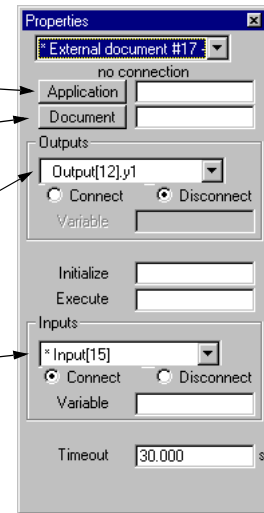 Properties
* External document #17 -
no connection
Application
Document
Outputs
Output[12].y1
Connect Disconnect
Variable
Initialize
Execute
Inputs
* Input[15]
Connect Disconnect
Variable
Timeout 30.000 s